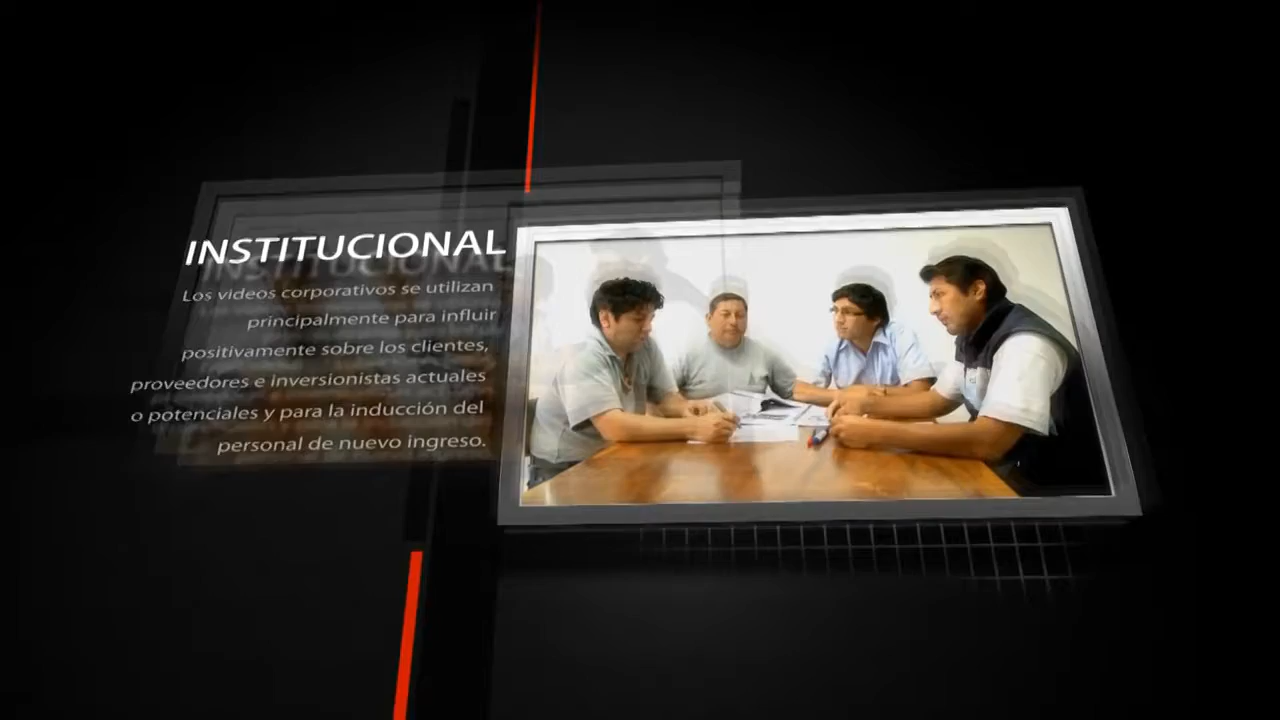 INSTITUCIONAL
Los videos corporativos se utilizan
principalmente para influir
positivamente sobre los clientes,
proveedores e inversionistas actuales
o potenciales y para la inducción del
personal de nuevo ingreso.